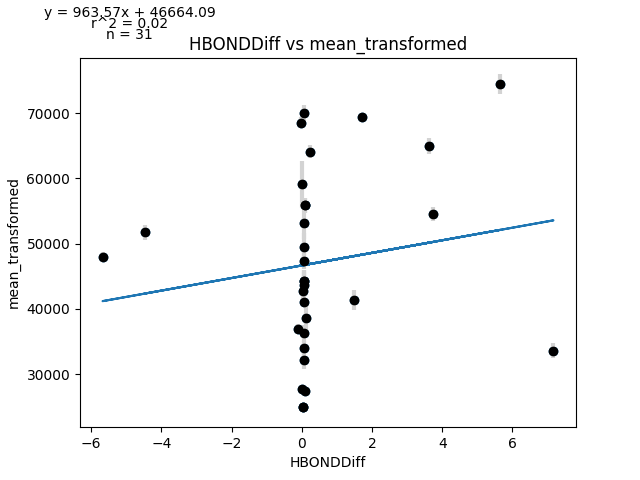 y = 963.57x + 46664.09
r^2 = 0.02
n = 31
HBONDDiff vs mean_transformed
mean_transformed
70000
60000
50000
40000
30000
−6
−4
−2
0
2
4
6
HBONDDiff